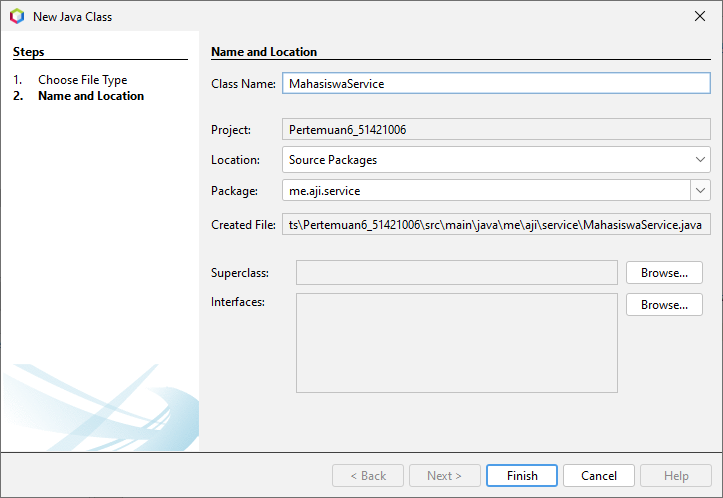 New Java Class
Steps
1. Choose File Type
2. Name and Location
Name and Location
Class Name: MahasiswaService
Project: Pertemuan6_51421006
Location: Source Packages
Package: me.aji.service
Created File: ts\Pertemuan6_51421006\src\main\java\me\aji\service\MahasiswaService.java
Superclass: Browse...
Interfaces: Browse...
< Back Next > Finish Cancel Help